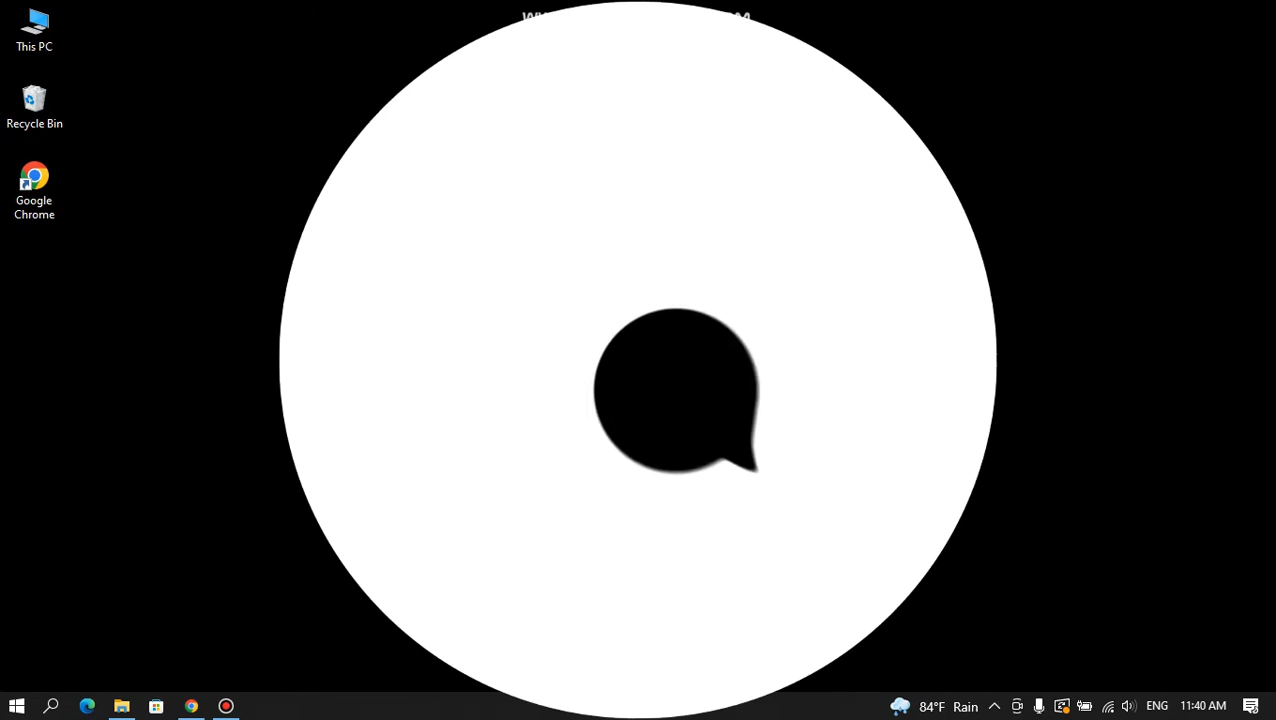 This PC
Recycle Bin
Google
Chrome
84°F Rain
ENG
11:40 AM